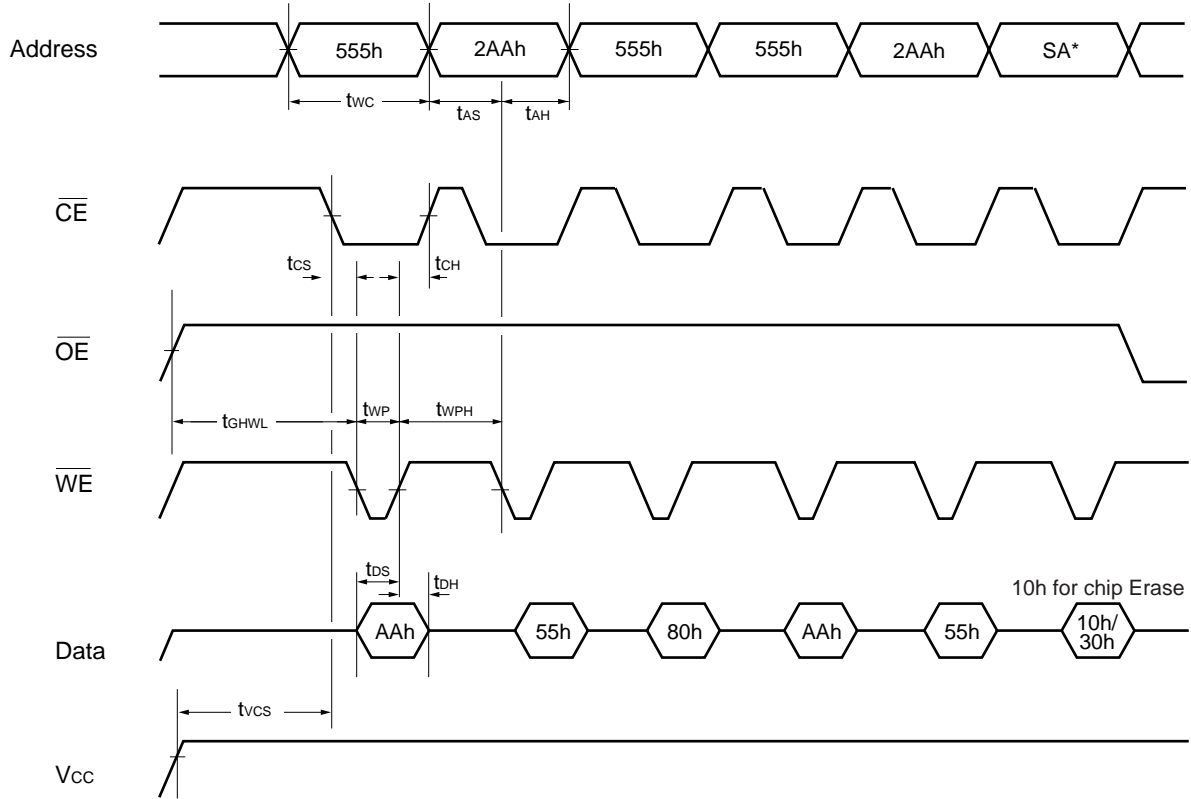 Address
555h
2AAh
555h
555h
2AAh
SA*
tWC
tAS
tAH
CE
tCS
tCH
OE
tGHWL
tWP
tWPH
WE
tDS
tDH
10h for chip Erase
Data
AAh
55h
80h
AAh
55h
10h/
30h
tVCS
VCC